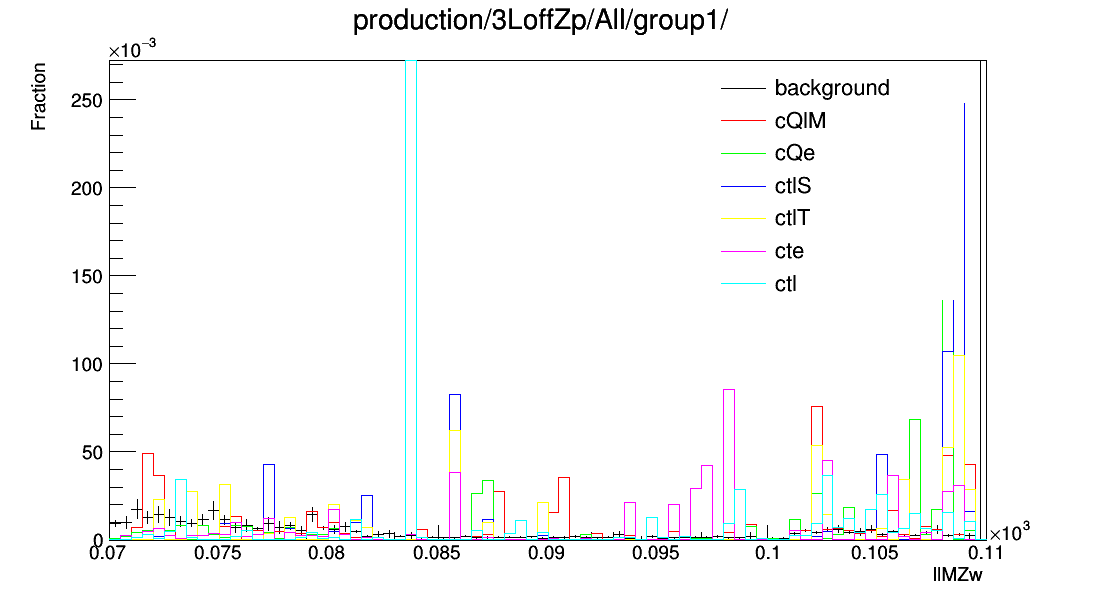 production/3LoffZp/All/group1/
×10⁻³
Fraction
250
200
150
100
50
0
background
cQlM
cQe
ctlS
ctlT
cte
ctl
0.07 0.075 0.08 0.085 0.09 0.095 0.1 0.105 0.11
×10³
llMZw